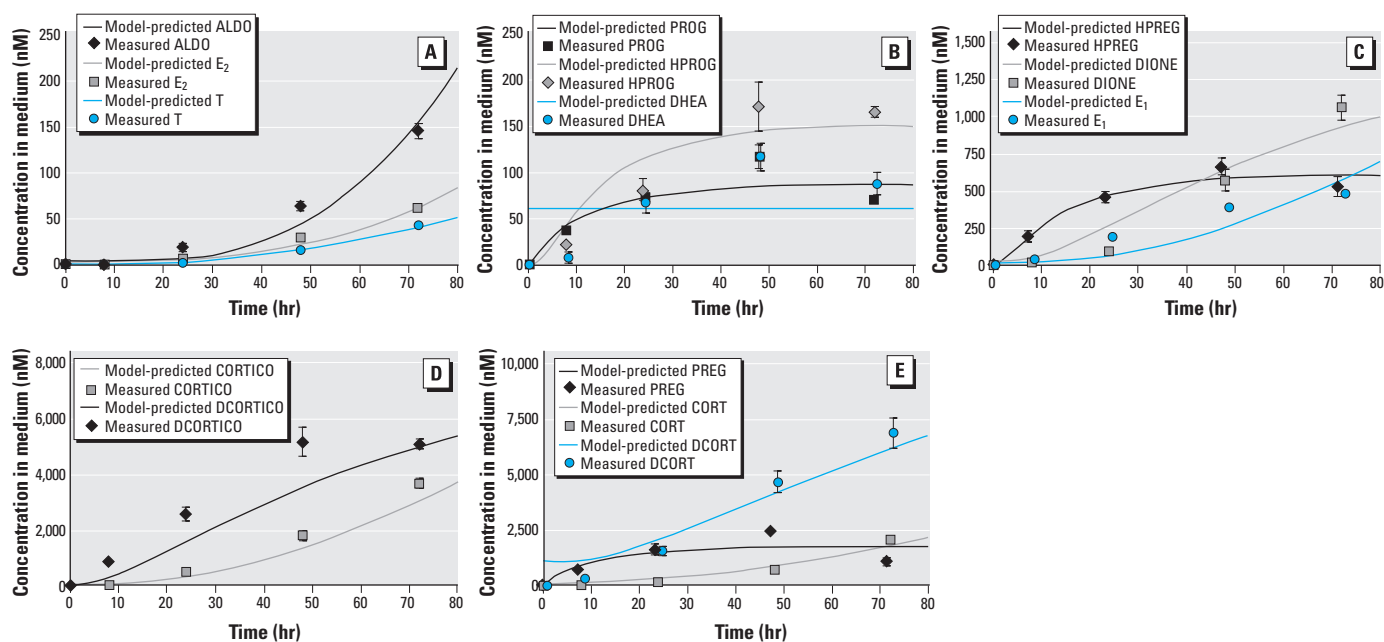 Concentration in medium (nM)
250
200
150
100
50
0
Model-predicted ALDO
Measured ALDO
Model-predicted E2
Measured E2
Model-predicted T
Measured T
A
0 10 20 30 40 50 60 70 80
Time (hr)
Concentration in medium (nM)
250
200
150
100
50
0
Model-predicted PROG
Measured PROG
Model-predicted HPROG
Measured HPROG
Model-predicted DHEA
Measured DHEA
B
0 20 40 60 80
Time (hr)
Concentration in medium (nM)
1,500
1,250
1,000
750
500
250
0
Model-predicted HPREG
Measured HPREG
Model-predicted DIONE
Measured DIONE
Model-predicted E1
Measured E1
C
0 10 20 30 40 50 60 70 80
Time (hr)
Concentration in medium (nM)
8,000
6,000
4,000
2,000
0
Model-predicted CORTICO
Measured CORTICO
Model-predicted DCORTICO
Measured DCORTICO
D
0 10 20 30 40 50 60 70 80
Time (hr)
Concentration in medium (nM)
10,000
7,500
5,000
2,500
0
Model-predicted PREG
Measured PREG
Model-predicted CORT
Measured CORT
Model-predicted DCORT
Measured DCORT
E
0 10 20 30 40 50 60 70 80
Time (hr)